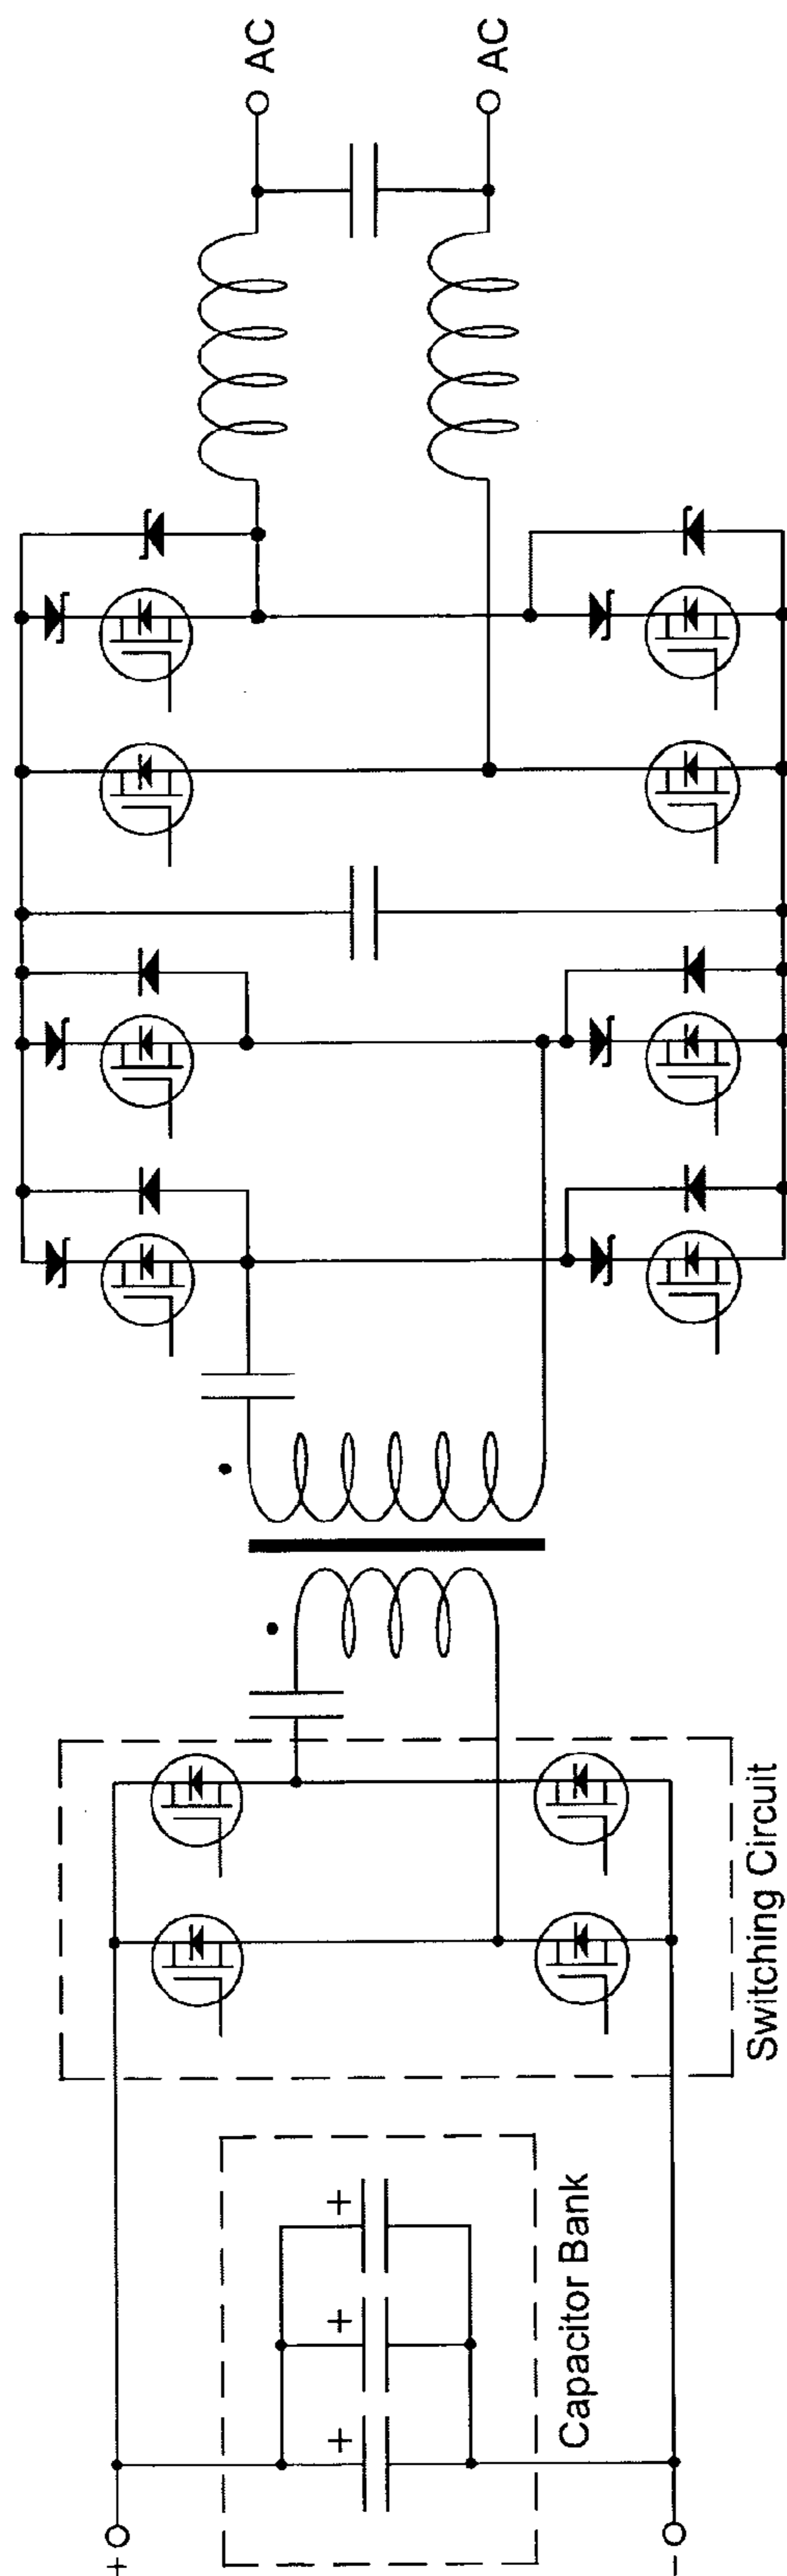 AC
AC
Switching Circuit
Capacitor Bank
+
+
+
+
-